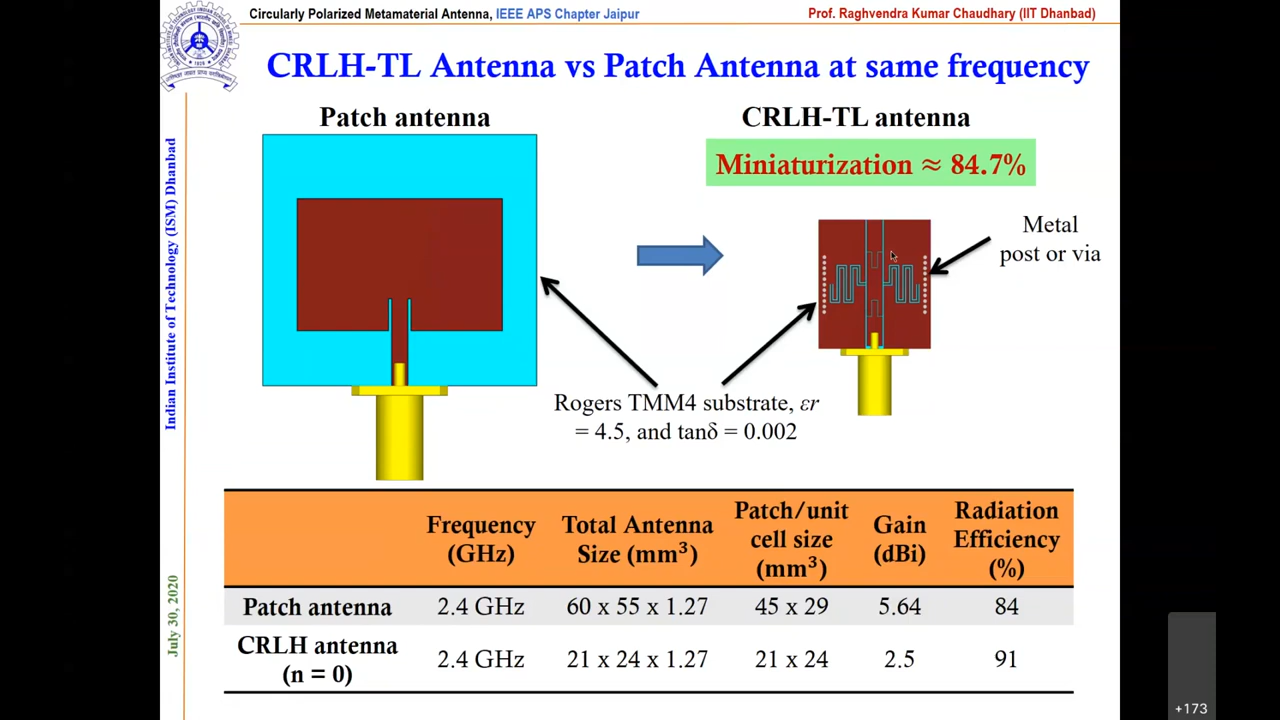 Circularly Polarized Metamaterial Antenna, IEEE APS Chapter Jaipur
Prof. Raghvendra Kumar Chaudhary (IIT Dhanbad)
CRLH-TL Antenna vs Patch Antenna at same frequency
Indian Institute of Technology (ISM) Dhanbad
July 30, 2020
Patch antenna
CRLH-TL antenna
Miniaturization ≈ 84.7%
Metal
post or via
Rogers TMM4 substrate, εr
= 4.5, and tanδ = 0.002
Frequency (GHz) Total Antenna Size (mm³) Patch/unit cell size (mm³) Gain (dBi) Radiation Efficiency (%)
Patch antenna 2.4 GHz 60 x 55 x 1.27 45 x 29 5.64 84
CRLH antenna (n = 0) 2.4 GHz 21 x 24 x 1.27 21 x 24 2.5 91
+173